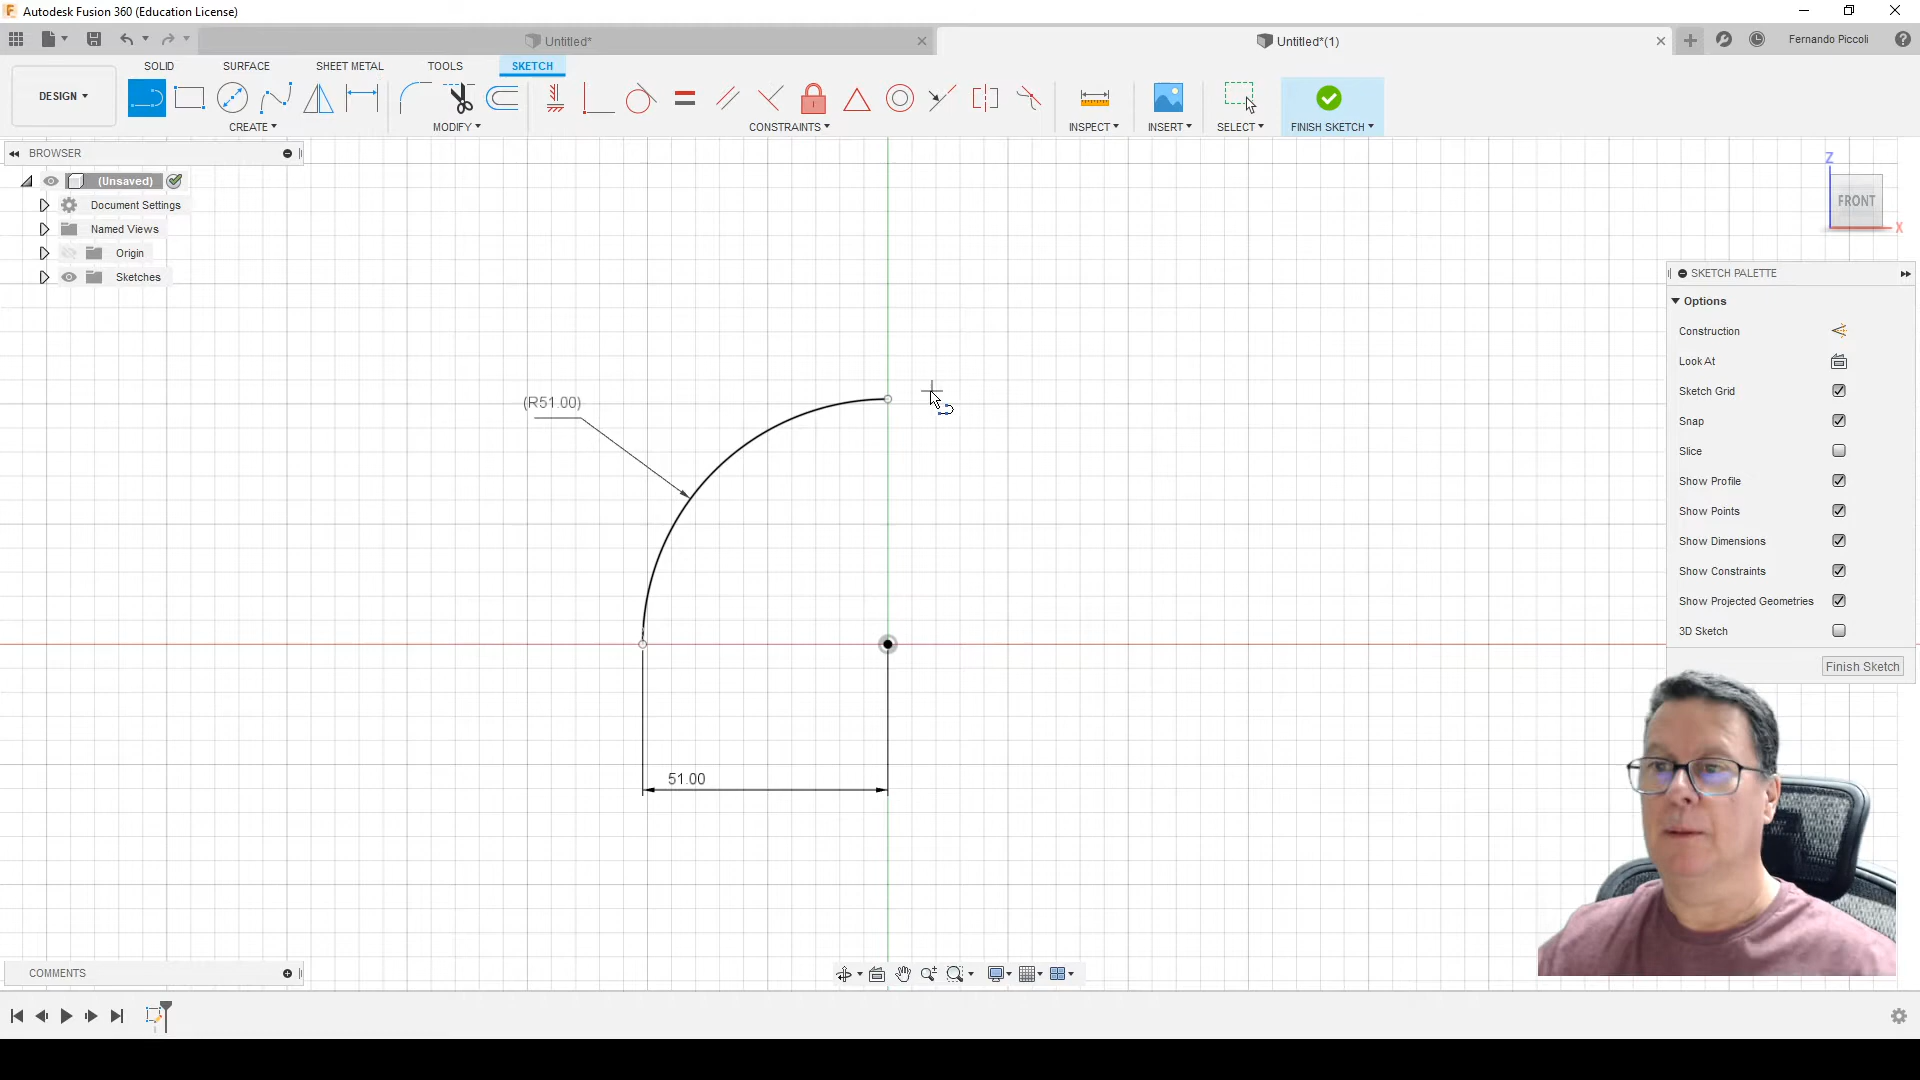 Autodesk Fusion 360 (Education License)
Untitled*
Untitled*(1)
Fernando Piccoli
DESIGN
SOLID
SURFACE
SHEET METAL
TOOLS
SKETCH
CREATE
MODIFY
CONSTRAINTS
INSPECT
INSERT
SELECT
FINISH SKETCH
BROWSER
(Unsaved)
Document Settings
Named Views
Origin
Sketches
Z
FRONT
X
SKETCH PALETTE
Options
Construction
Look At
Sketch Grid
Snap
Slice
Show Profile
Show Points
Show Dimensions
Show Constraints
Show Projected Geometries
3D Sketch
Finish Sketch
(R51.00)
51.00
COMMENTS